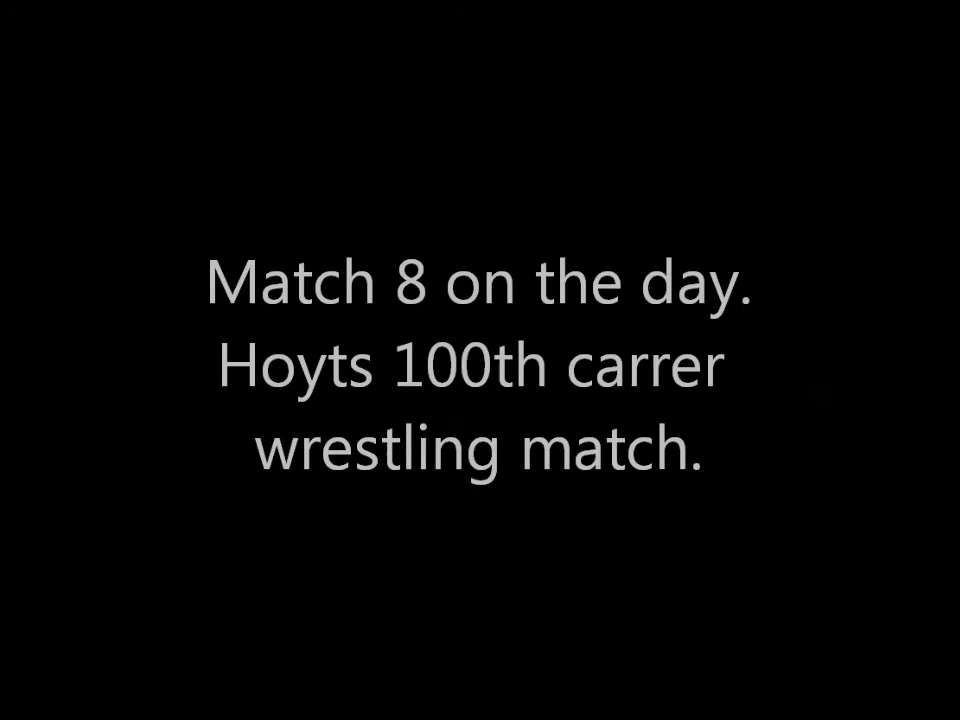 Match 8 on the day.
Hoyts 100th carrer
wrestling match.